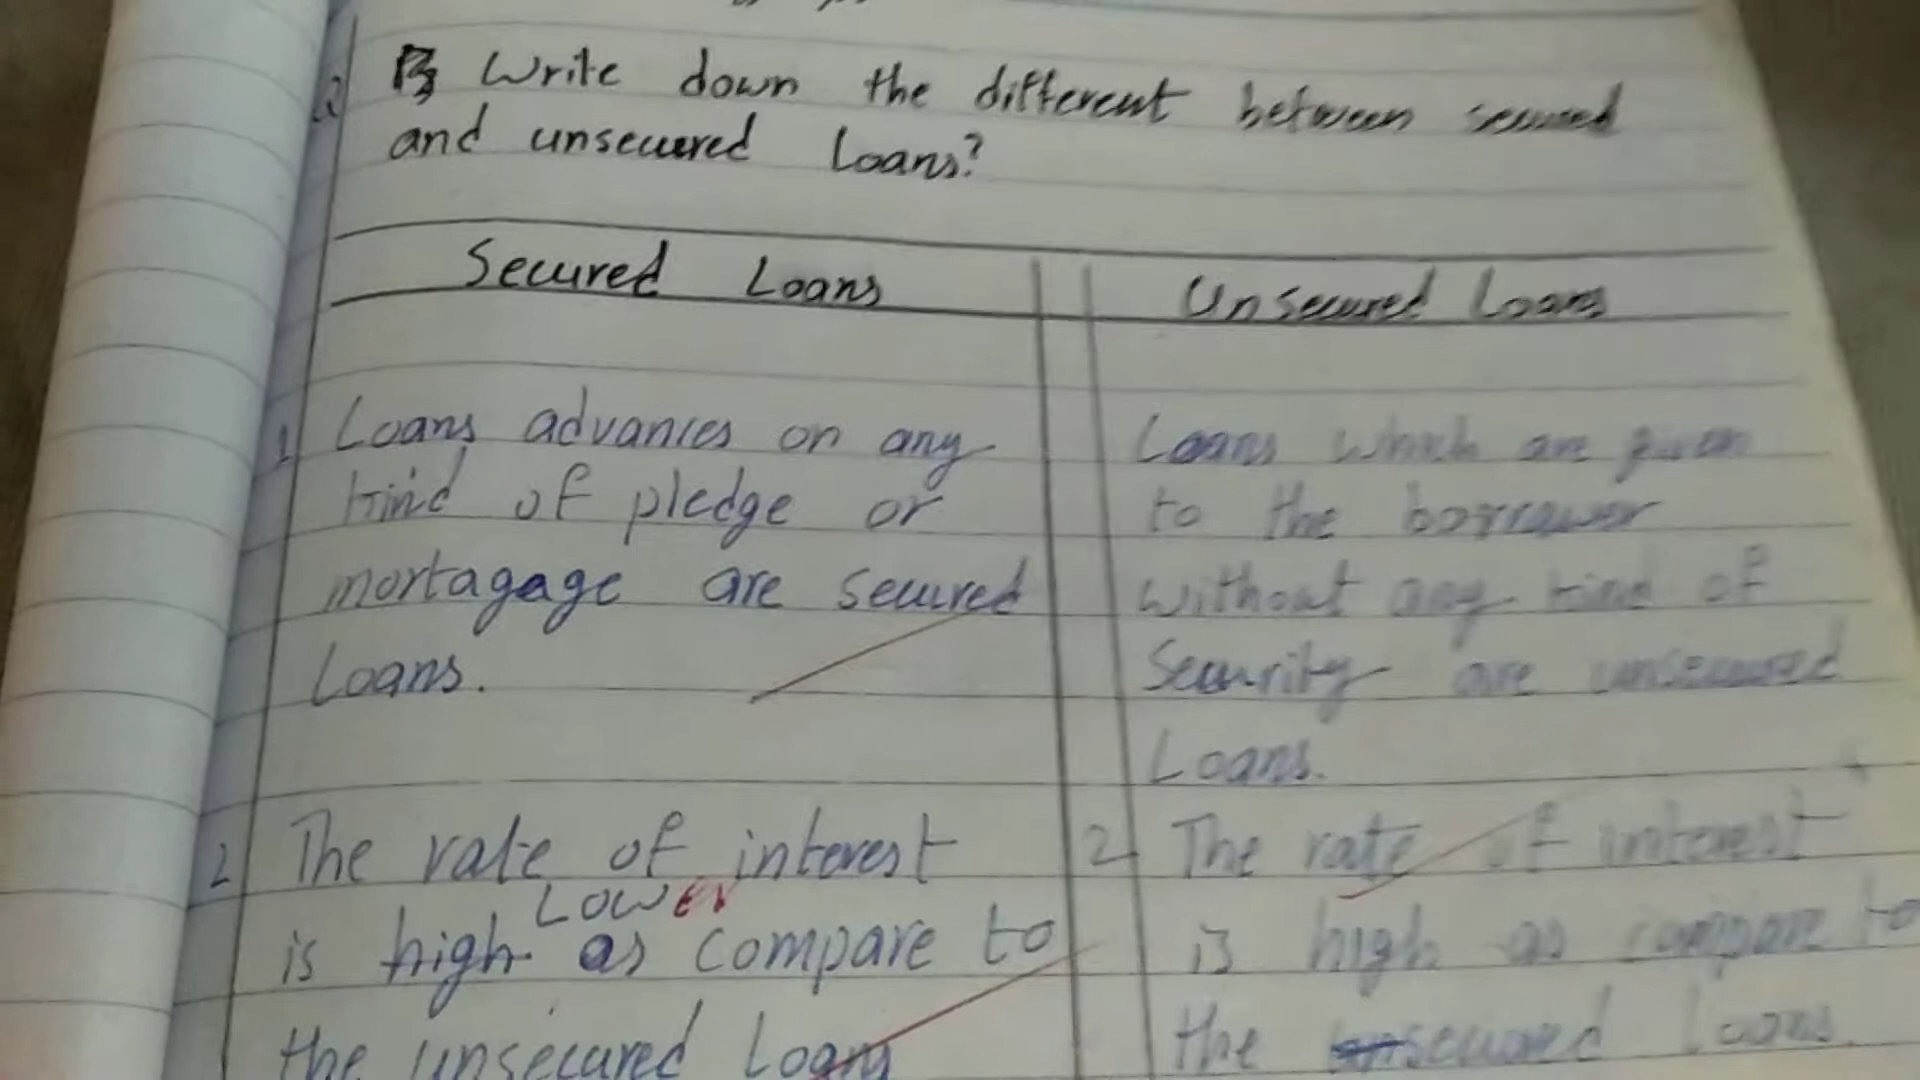 Q Write down the different between secured
and unsecuered Loans?
Secured Loans
Unsecured Loans
1 Loans advances on any
kind of pledge or
mortagage are secured
Loans.
Loans which are given
to the borrower
without any kind of
Security are unsecured
Loans.
2 The rate of interest
Lower
is high as compare to
the unsecured Loans
2 The rate of interest
is high as compare to
the unsecured Loans.